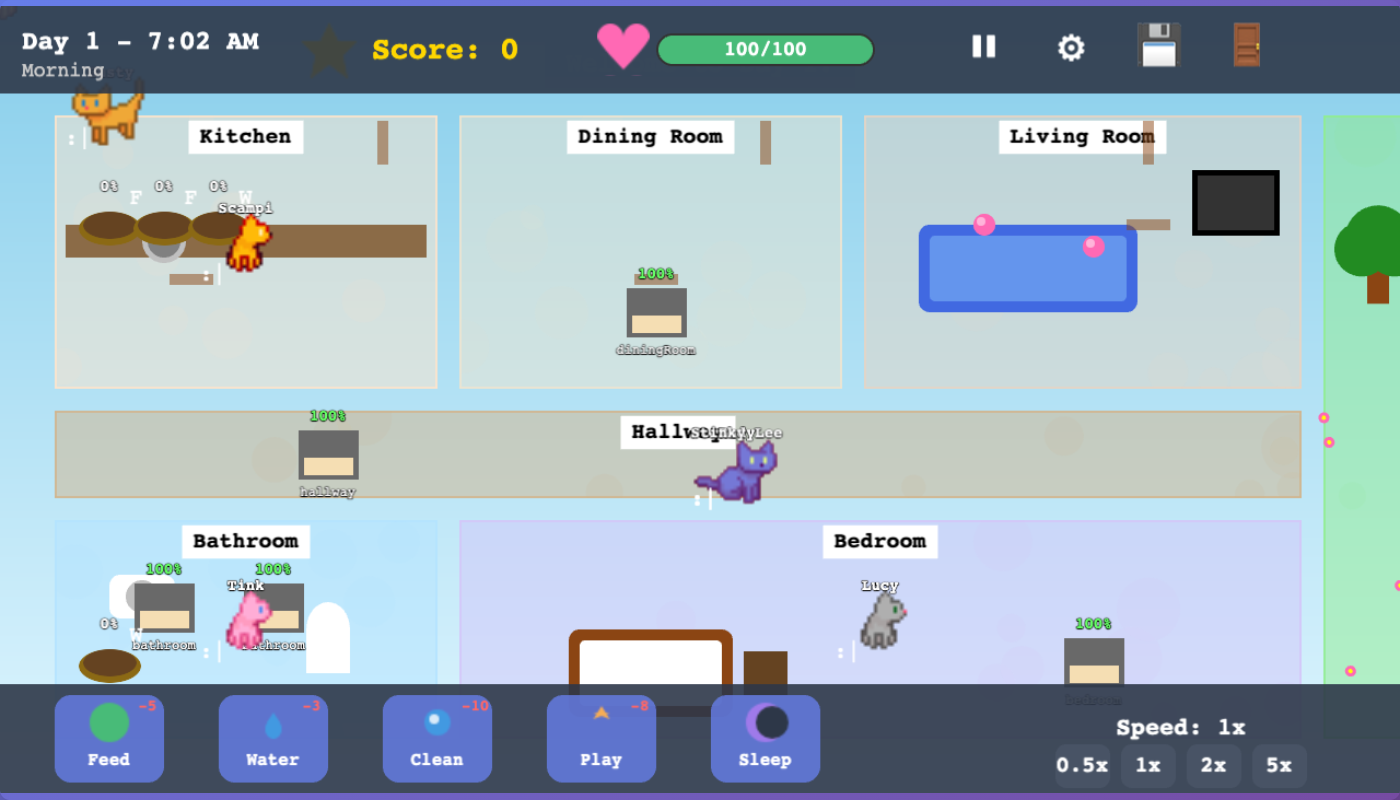 Day 1 - 7:02 AM
Morning
Score: 0
100/100
Kitchen
Dining Room
Living Room
: |
0%
F
0%
F
0%
W
Scampi
: |
100%
diningRoom
100%
hallway
Hallway
: |
Bathroom
Bedroom
100%
100%
Tink
Lucy
0%
W
bathroom
bathroom
: |
: |
100%
bedroom
-5
Feed
-3
Water
-10
Clean
-8
Play
Sleep
Speed: 1x
0.5x
1x
2x
5x